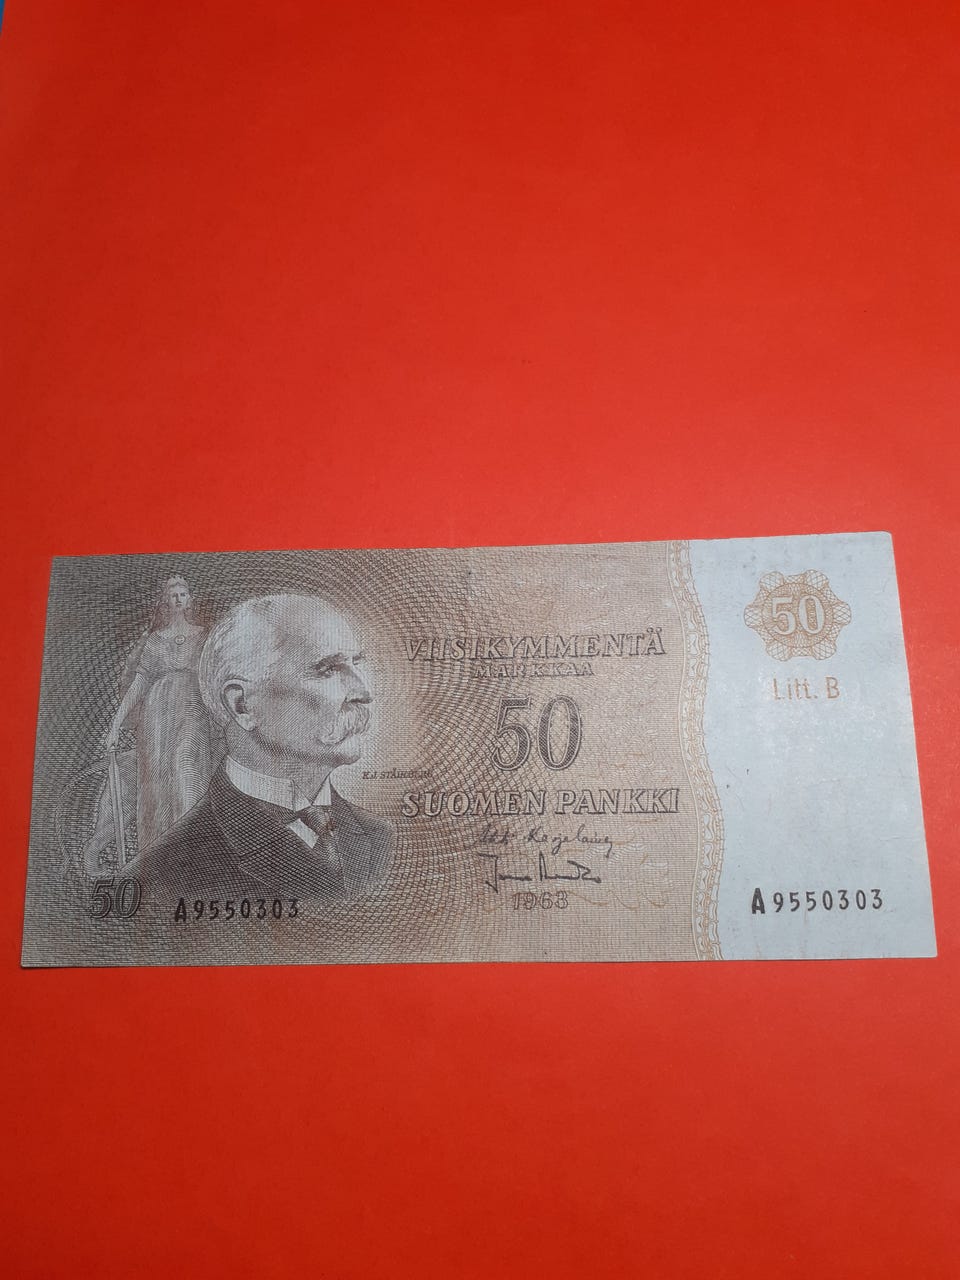 VIISIKYMMENTÄ
MARKKAA
50
K.J. STÅHLBERG
SUOMEN PANKKI
1963
50
A9550303
50
Litt. B
A9550303